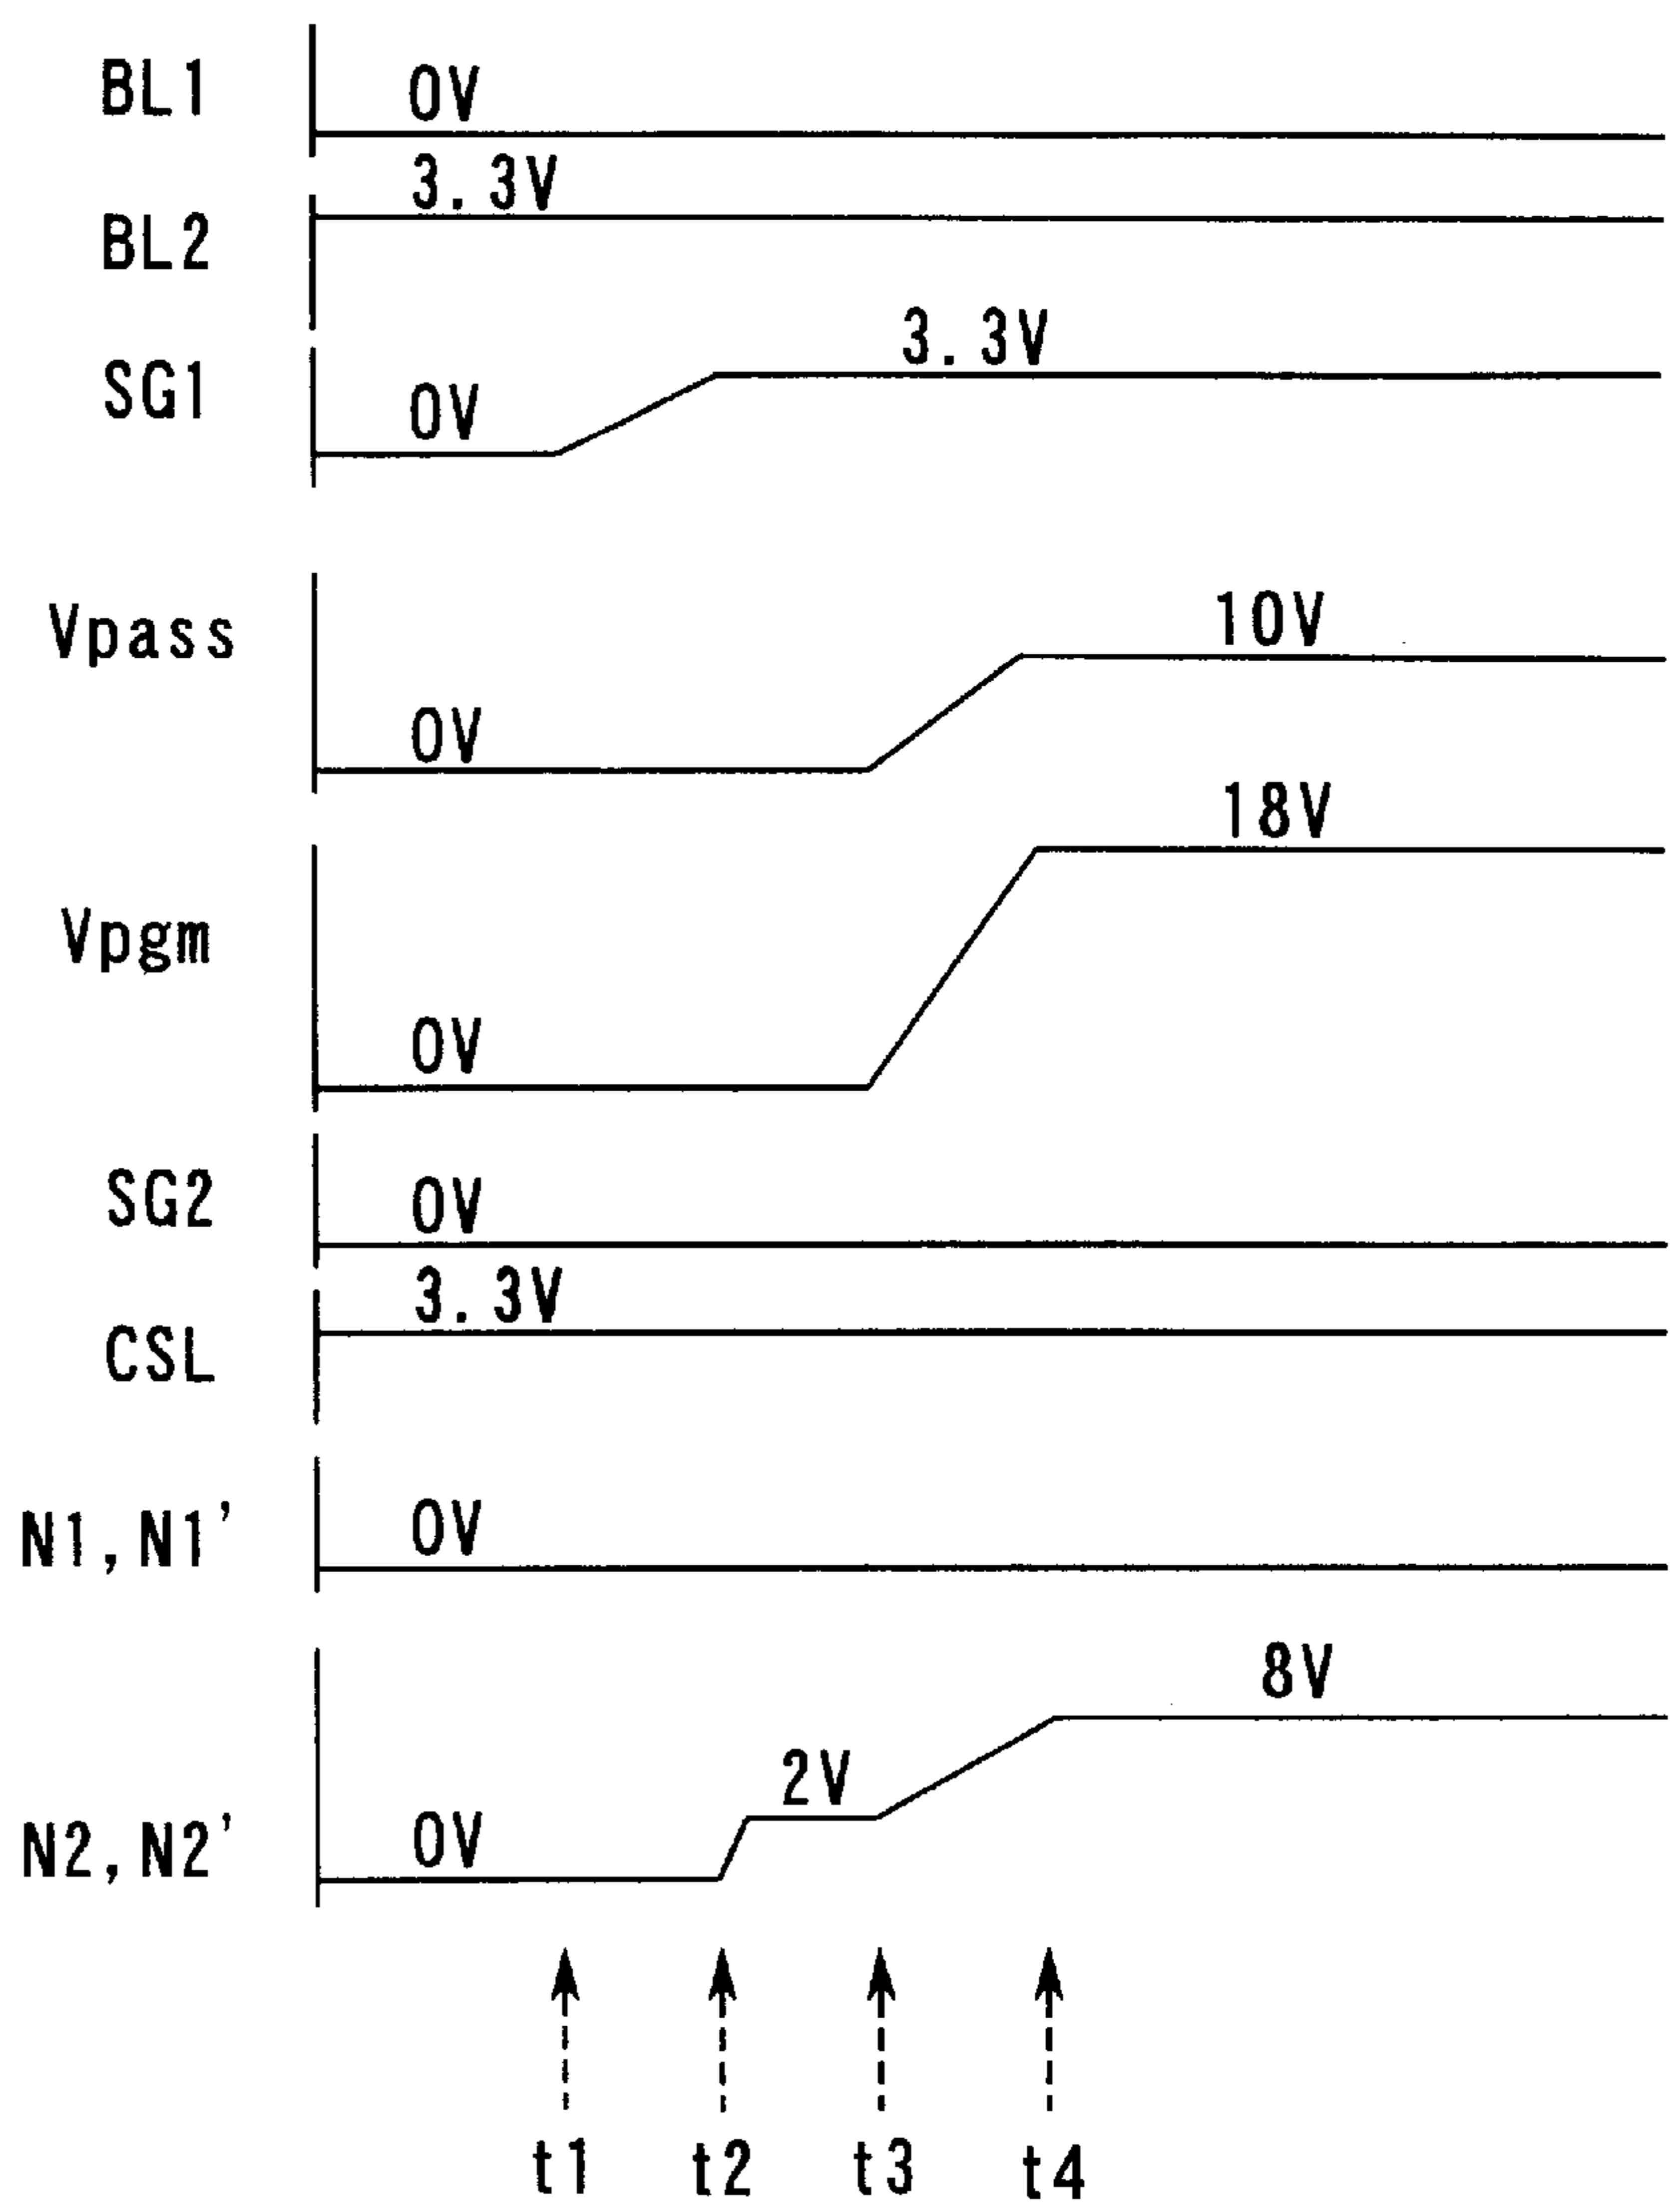 BL1 0V
3.3V
BL2
3.3V
SG1 0V
10V
Vpass
0V
18V
Vpgm
0V
SG2 0V
3.3V
CSL
N1,N1' 0V
8V
2V
N2,N2' 0V
t1 t2 t3 t4